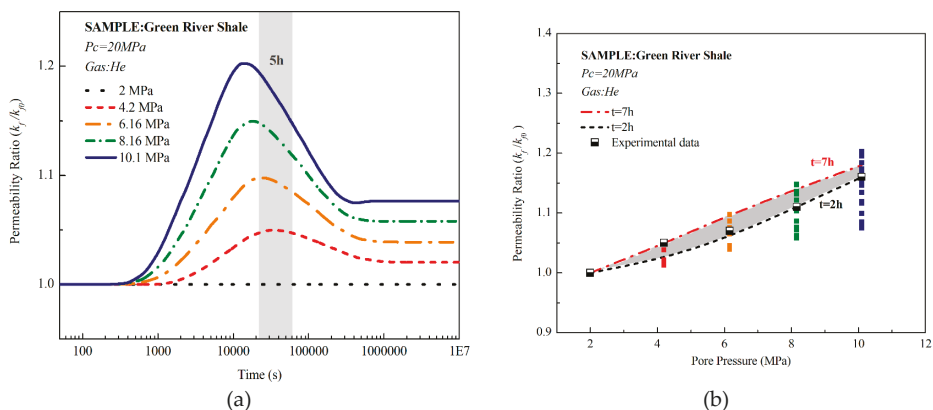 SAMPLE:Green River Shale
Pc=20MPa
Gas:He
5h
2 MPa
4.2 MPa
6.16 MPa
8.16 MPa
10.1 MPa
1.2
1.1
1.0
Permeability Ratio (kf/kf0)
100 1000 10000 100000 1000000 1E7
Time (s)
(a)
SAMPLE:Green River Shale
Pc=20MPa
Gas:He
t=7h
t=2h
Experimental data
t=7h
t=2h
1.4
1.3
1.2
1.1
1.0
0.9
Permeability Ratio (kf/kf0)
2 4 6 8 10 12
Pore Pressure (MPa)
(b)